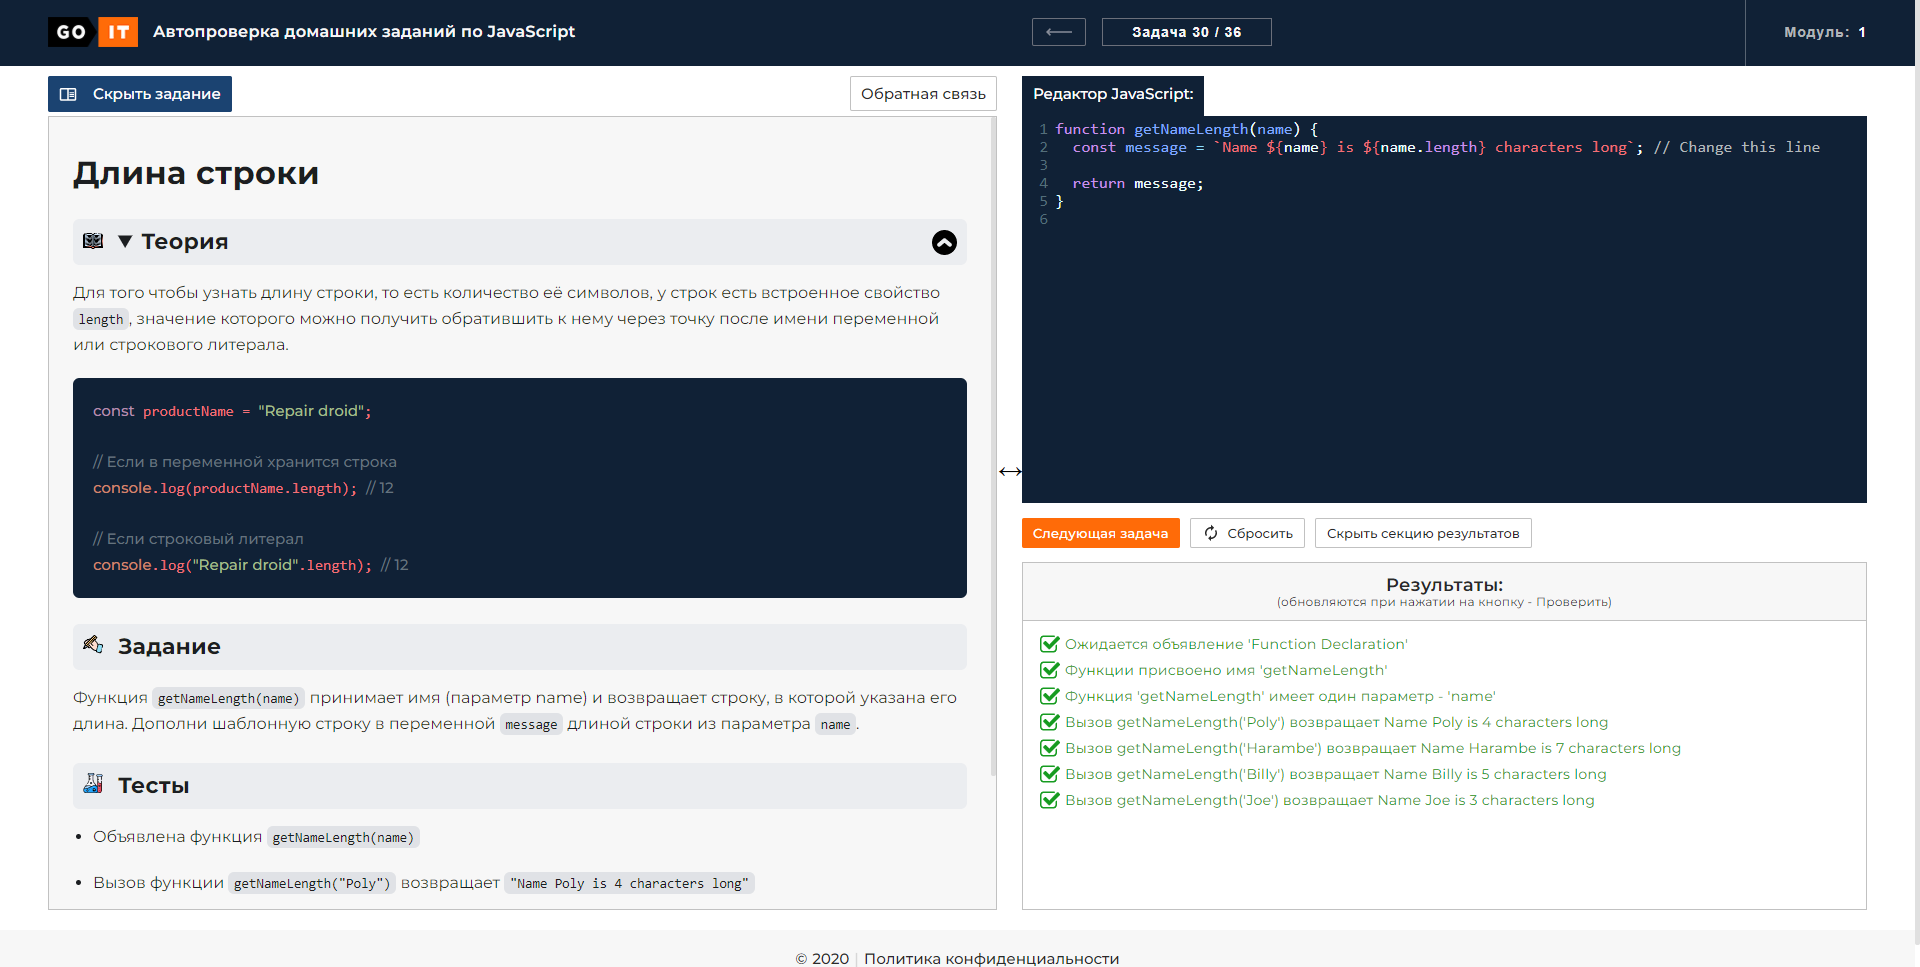 GO IT Автопроверка домашних заданий по JavaScript
Задача 30 / 36
Модуль: 1
Скрыть задание
Обратная связь
Длина строки
Теория
Для того чтобы узнать длину строки, то есть количество её символов, у строк есть встроенное свойство
length, значение которого можно получить обратившить к нему через точку после имени переменной
или строкового литерала.
const productName = "Repair droid";
// Если в переменной хранится строка
console.log(productName.length); // 12
// Если строковый литерал
console.log("Repair droid".length); // 12
Задание
Функция getNameLength(name) принимает имя (параметр name) и возвращает строку, в которой указана его
длина. Дополни шаблонную строку в переменной message длиной строки из параметра name.
Тесты
• Объявлена функция getNameLength(name)
• Вызов функции getNameLength("Poly") возвращает "Name Poly is 4 characters long"
Редактор JavaScript:
1 function getNameLength(name) {
2 const message = `Name ${name} is ${name.length} characters long`; // Change this line
3
4 return message;
5 }
6
Следующая задача
Сбросить
Скрыть секцию результатов
Результаты:
(обновляются при нажатии на кнопку - Проверить)
Ожидается объявление 'Function Declaration'
Функции присвоено имя 'getNameLength'
Функция 'getNameLength' имеет один параметр - 'name'
Вызов getNameLength('Poly') возвращает Name Poly is 4 characters long
Вызов getNameLength('Harambe') возвращает Name Harambe is 7 characters long
Вызов getNameLength('Billy') возвращает Name Billy is 5 characters long
Вызов getNameLength('Joe') возвращает Name Joe is 3 characters long
© 2020 | Политика конфиденциальности